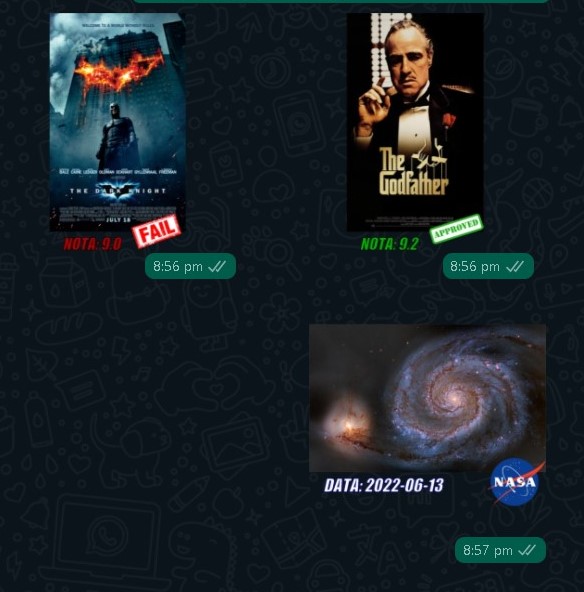 WELCOME TO A WORLD WITHOUT RULES.
THE DARK KNIGHT
JULY 18
NOTA: 9.0
FAIL
8:56 pm
The
Godfather
NOTA: 9.2
APPROVED
8:56 pm
DATA: 2022-06-13
NASA
8:57 pm